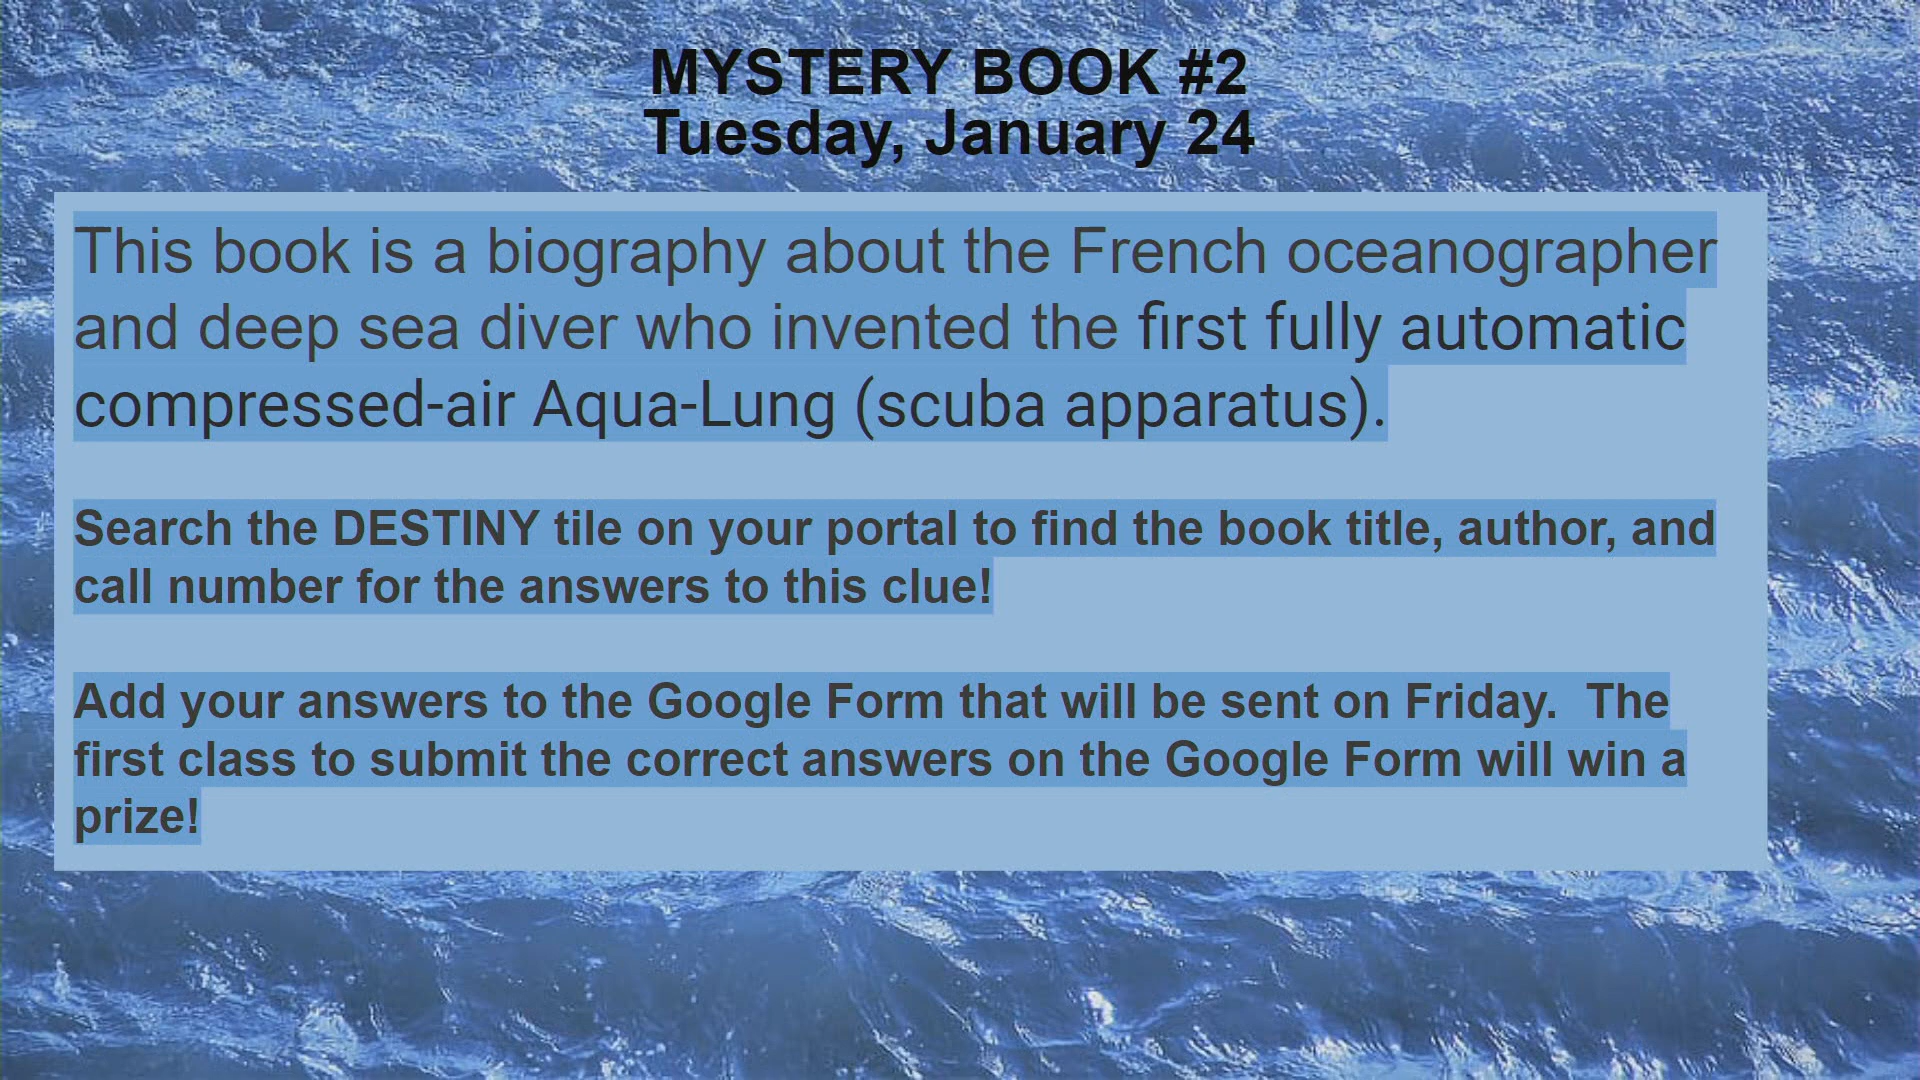 MYSTERY BOOK #2
Tuesday, January 24
This book is a biography about the French oceanographer
and deep sea diver who invented the first fully automatic
compressed-air Aqua-Lung (scuba apparatus).
Search the DESTINY tile on your portal to find the book title, author, and
call number for the answers to this clue!
Add your answers to the Google Form that will be sent on Friday.  The
first class to submit the correct answers on the Google Form will win a
prize!